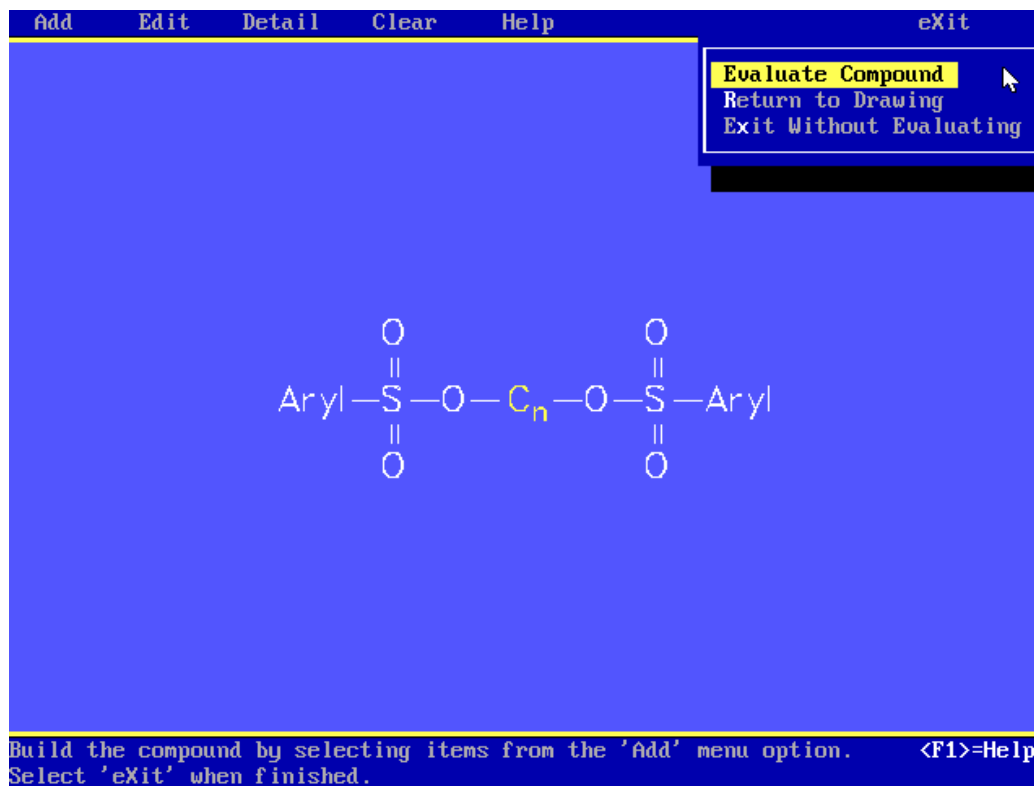 Add Edit Detail Clear Help eXit
Evaluate Compound
Return to Drawing
Exit Without Evaluating
O O
Aryl—S—O—Cn—O—S—Aryl
O O
Build the compound by selecting items from the 'Add' menu option. <F1>=Help
Select 'eXit' when finished.